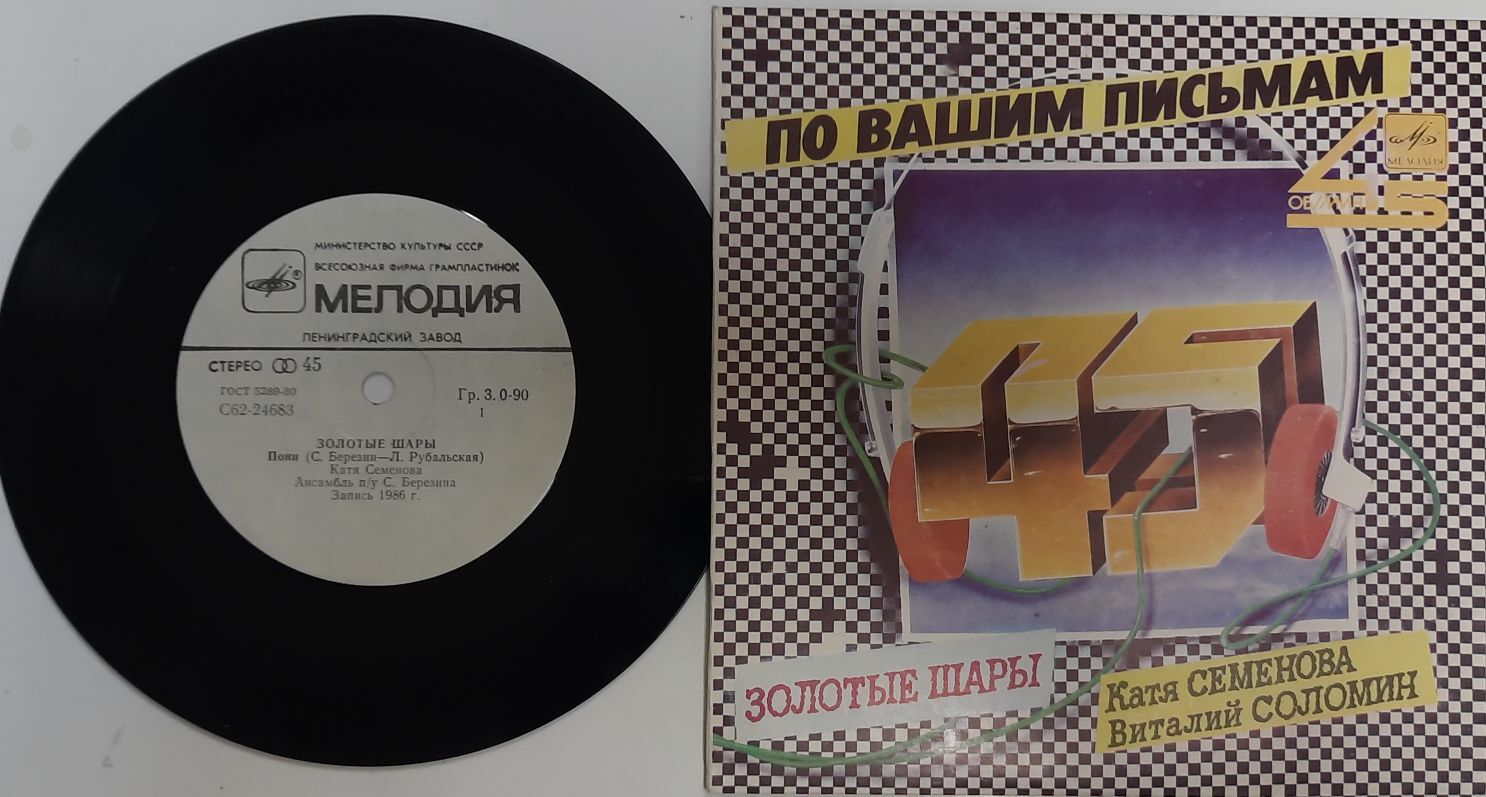 МИНИСТЕРСТВО КУЛЬТУРЫ СССР
ВСЕСОЮЗНАЯ ФИРМА ГРАМПЛАСТИНОК
МЕЛОДИЯ
ЛЕНИНГРАДСКИЙ ЗАВОД
СТЕРЕО 45
ГОСТ 5289-80
С62-24683
Гр. 3. 0-90
1
ЗОЛОТЫЕ ШАРЫ
Пони (С. Березин—Л. Рубальская)
Катя Семенова
Ансамбль п/у С. Березина
Запись 1986 г.
ПО ВАШИМ ПИСЬМАМ
МЕЛОДИЯ
45
ОБ/МИН
45
ЗОЛОТЫЕ ШАРЫ
Катя СЕМЕНОВА
Виталий СОЛОМИН